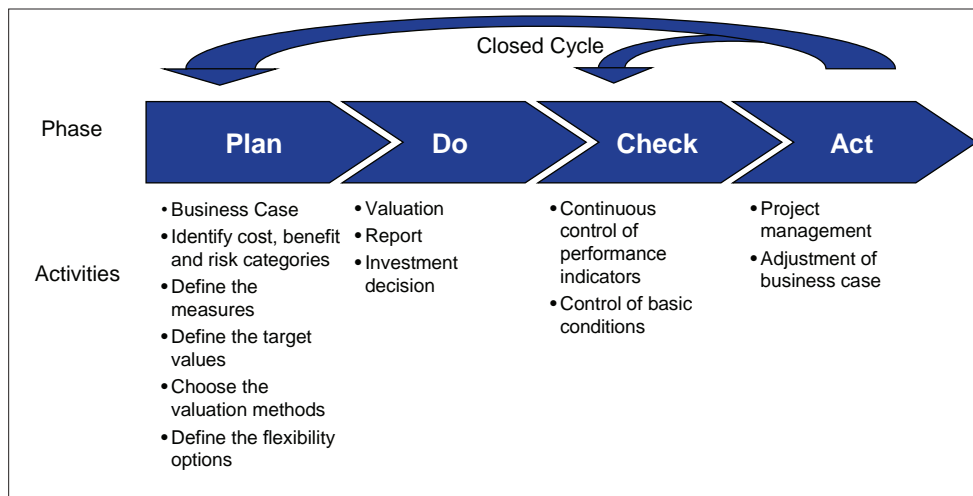 Closed Cycle
Phase
Plan
Do
Check
Act
Activities
•Business Case
•Identify cost, benefit
and risk categories
•Define the
measures
•Define the target
values
•Choose the
valuation methods
•Define the flexibility
options
•Valuation
•Report
•Investment
decision
•Continuous
control of
performance
indicators
•Control of basic
conditions
•Project
management
•Adjustment of
business case